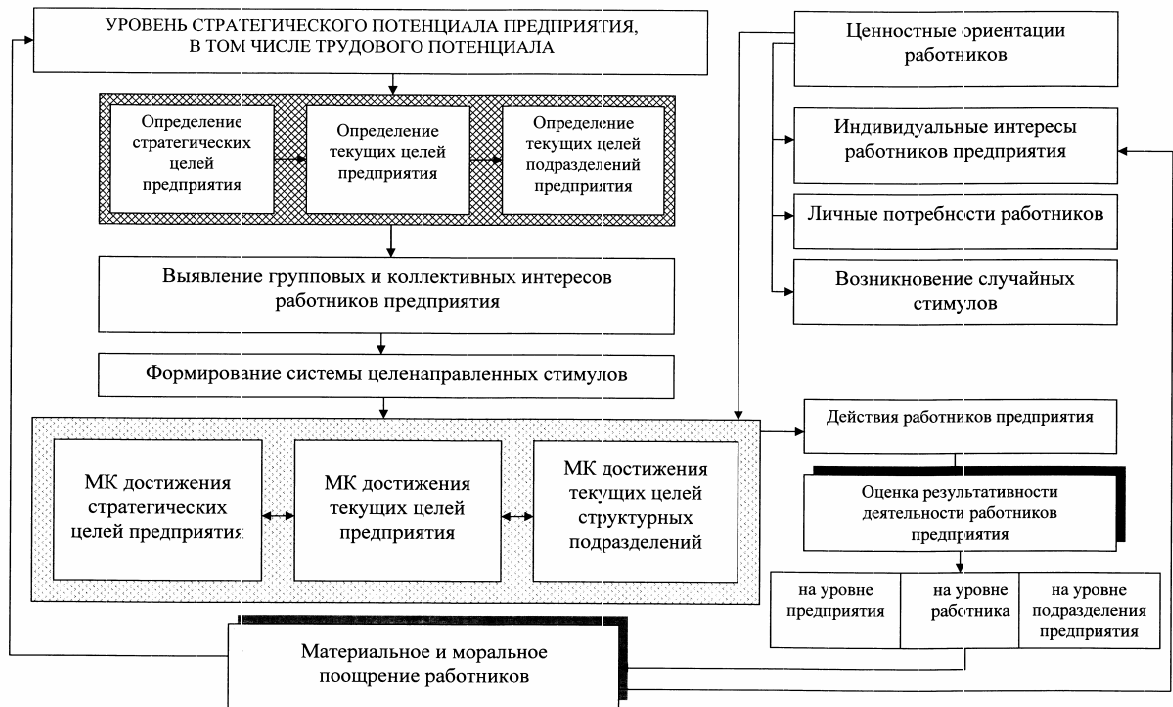 УРОВЕНЬ СТРАТЕГИЧЕСКОГО ПОТЕНЦИАЛА ПРЕДПРИЯТИЯ,
В ТОМ ЧИСЛЕ ТРУДОВОГО ПОТЕНЦИАЛА
Определение
стратегических
целей
предприятия
Определение
текущих целей
предприятия
Определение
текущих целей
подразделений
предприятия
Выявление групповых и коллективных интересов
работников предприятия
Формирование системы целенаправленных стимулов
МК достижения
стратегических
целей предприятия
МК достижения
текущих целей
предприятия
МК достижения
текущих целей
структурных
подразделений
Ценностные ориентации
работников
Индивидуальные интересы
работников предприятия
Личные потребности работников
Возникновение случайных
стимулов
Действия работников предприятия
Оценка результативности
деятельности работников
предприятия
на уровне
предприятия
на уровне
работника
на уровне
подразделения
предприятия
Материальное и моральное
поощрение работников